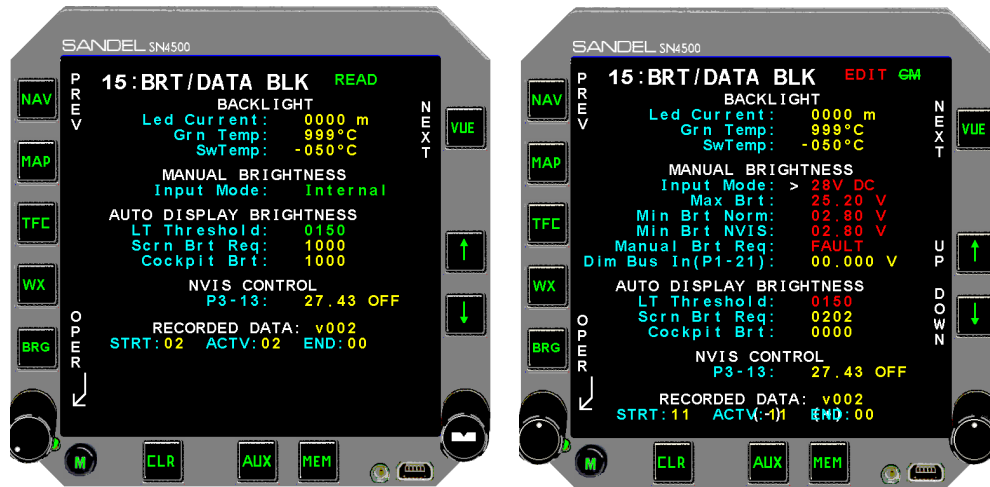 SANDEL SN4500
15:BRT/DATA BLK READ
PREV
NEXT
BACKLIGHT
Led Current: 0000 m
Grn Temp: 999°C
SwTemp: -050°C
MANUAL BRIGHTNESS
Input Mode: Internal
AUTO DISPLAY BRIGHTNESS
LT Threshold: 0150
Scrn Brt Req: 1000
Cockpit Brt: 1000
NVIS CONTROL
P3-13: 27.43 OFF
RECORDED DATA: v002
STRT:02 ACTV:02 END:00
OPER
NAV
MAP
TFC
WX
BRG
VUE
↑
↓
M
CLR
AUX
MEM
SANDEL SN4500
15:BRT/DATA BLK EDIT GM
PREV
NEXT
BACKLIGHT
Led Current: 0000 m
Grn Temp: 999°C
SwTemp: -050°C
MANUAL BRIGHTNESS
Input Mode: > 28V DC
Max Brt: 25.20 V
Min Brt Norm: 02.80 V
Min Brt NVIS: 02.80 V
Manual Brt Req: FAULT
Dim Bus In(P1-21): 00.000 V
UP
AUTO DISPLAY BRIGHTNESS
LT Threshold: 0150
Scrn Brt Req: 0202
Cockpit Brt: 0000
DOWN
NVIS CONTROL
P3-13: 27.43 OFF
RECORDED DATA: v002
STRT:11 ACTV:11 END:00
(-)
OPER
NAV
MAP
TFC
WX
BRG
VUE
↑
↓
M
CLR
AUX
MEM